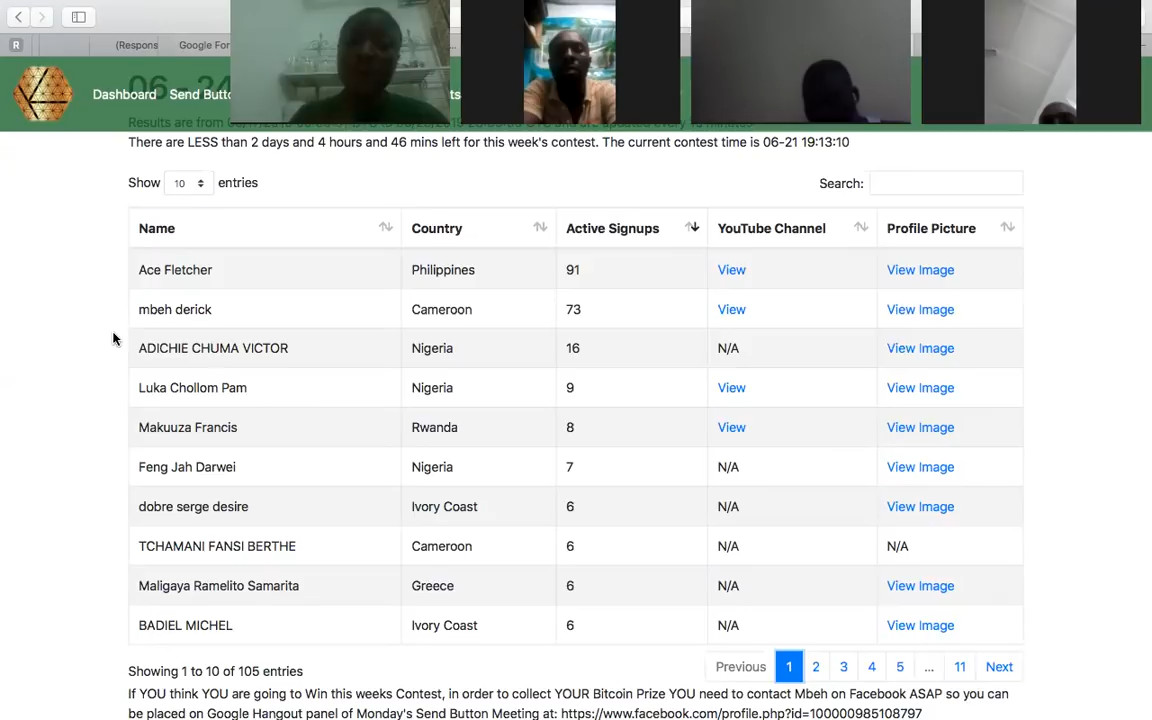 R
(Respons
Google For
...
06-24
Dashboard Send Butto
ts
There are LESS than 2 days and 4 hours and 46 mins left for this week's contest. The current contest time is 06-21 19:13:10
Show 10 entries Search:
Name Country Active Signups YouTube Channel Profile Picture
Ace Fletcher Philippines 91 View View Image
mbeh derick Cameroon 73 View View Image
ADICHIE CHUMA VICTOR Nigeria 16 N/A View Image
Luka Chollom Pam Nigeria 9 View View Image
Makuuza Francis Rwanda 8 View View Image
Feng Jah Darwei Nigeria 7 N/A View Image
dobre serge desire Ivory Coast 6 N/A View Image
TCHAMANI FANSI BERTHE Cameroon 6 N/A N/A
Maligaya Ramelito Samarita Greece 6 N/A View Image
BADIEL MICHEL Ivory Coast 6 N/A View Image
Showing 1 to 10 of 105 entries Previous 1 2 3 4 5 ... 11 Next
If YOU think YOU are going to Win this weeks Contest, in order to collect YOUR Bitcoin Prize YOU need to contact Mbeh on Facebook ASAP so you can
be placed on Google Hangout panel of Monday's Send Button Meeting at: https://www.facebook.com/profile.php?id=100000985108797